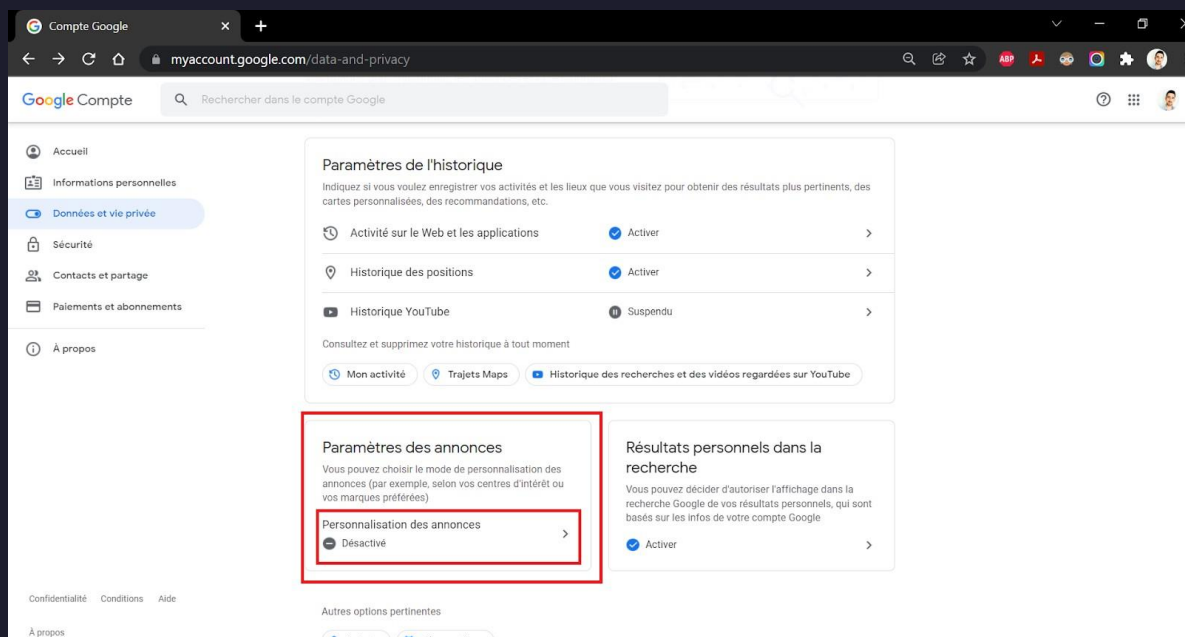 Compte Google
myaccount.google.com/data-and-privacy
ABP
Google Compte
Rechercher dans le compte Google
Accueil
Informations personnelles
Données et vie privée
Sécurité
Contacts et partage
Paiements et abonnements
À propos
Paramètres de l'historique
Indiquez si vous voulez enregistrer vos activités et les lieux que vous visitez pour obtenir des résultats plus pertinents, des
cartes personnalisées, des recommandations, etc.
Activité sur le Web et les applications
Activer
Historique des positions
Activer
Historique YouTube
Suspendu
Consultez et supprimez votre historique à tout moment
Mon activité
Trajets Maps
Historique des recherches et des vidéos regardées sur YouTube
Paramètres des annonces
Vous pouvez choisir le mode de personnalisation des
annonces (par exemple, selon vos centres d'intérêt ou
vos marques préférées)
Personnalisation des annonces
Désactivé
Résultats personnels dans la
recherche
Vous pouvez décider d'autoriser l'affichage dans la
recherche Google de vos résultats personnels, qui sont
basés sur les infos de votre compte Google
Activer
Autres options pertinentes
Confidentialité Conditions Aide
À propos